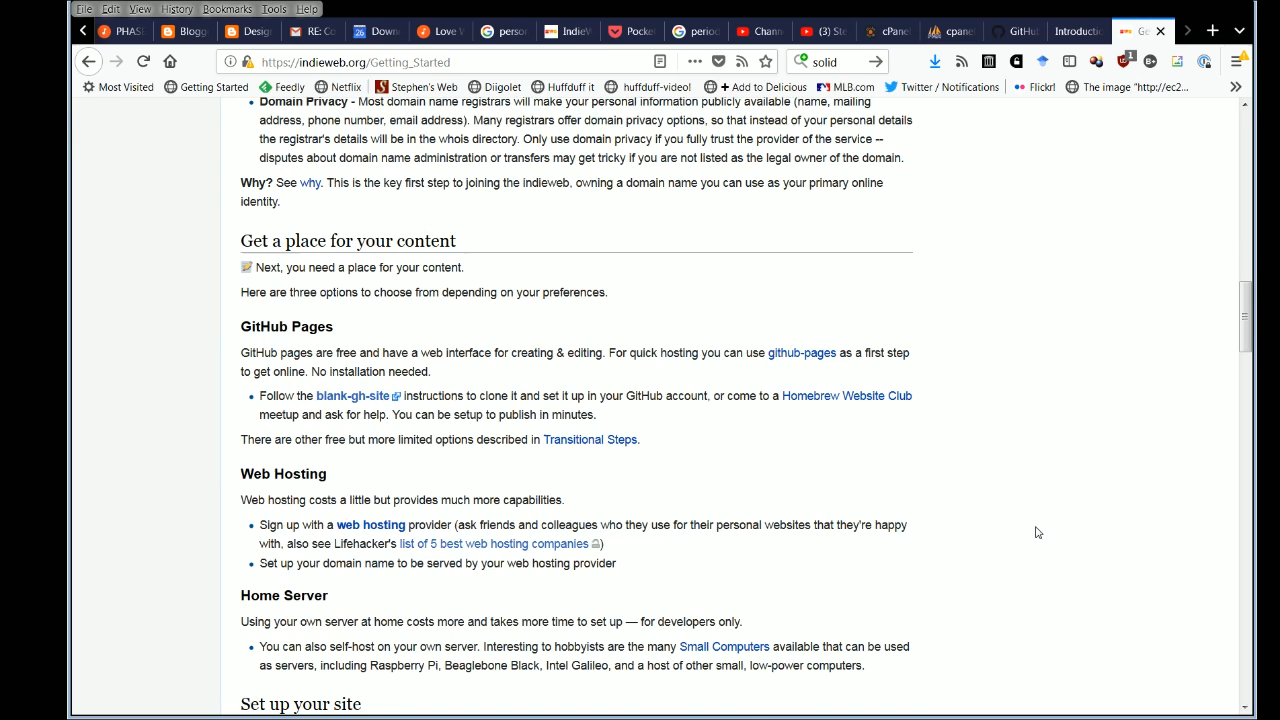 File Edit View History Bookmarks Tools Help
PHAS Blogg Desig RE: Co Down Love W person IndieW Pocke period Chann (3) Ste cPane cpanel GitHu Introductic Ge
https://indieweb.org/Getting_Started solid 1
Most Visited Getting Started Feedly Netflix Stephen's Web Diigolet Huffduff it huffduff-video! + Add to Delicious MLB.com Twitter / Notifications Flickr! The image "http://ec2...
• Domain Privacy - Most domain name registrars will make your personal information publicly available (name, mailing
address, phone number, email address). Many registrars offer domain privacy options, so that instead of your personal details
the registrar's details will be in the whois directory. Only use domain privacy if you fully trust the provider of the service --
disputes about domain name administration or transfers may get tricky if you are not listed as the legal owner of the domain.
Why? See why. This is the key first step to joining the indieweb, owning a domain name you can use as your primary online
identity.
Get a place for your content
Next, you need a place for your content.
Here are three options to choose from depending on your preferences.
GitHub Pages
GitHub pages are free and have a web interface for creating & editing. For quick hosting you can use github-pages as a first step
to get online. No installation needed.
• Follow the blank-gh-site instructions to clone it and set it up in your GitHub account, or come to a Homebrew Website Club
meetup and ask for help. You can be setup to publish in minutes.
There are other free but more limited options described in Transitional Steps.
Web Hosting
Web hosting costs a little but provides much more capabilities.
• Sign up with a web hosting provider (ask friends and colleagues who they use for their personal websites that they're happy
with, also see Lifehacker's list of 5 best web hosting companies )
• Set up your domain name to be served by your web hosting provider
Home Server
Using your own server at home costs more and takes more time to set up — for developers only.
• You can also self-host on your own server. Interesting to hobbyists are the many Small Computers available that can be used
as servers, including Raspberry Pi, Beaglebone Black, Intel Galileo, and a host of other small, low-power computers.
Set up your site